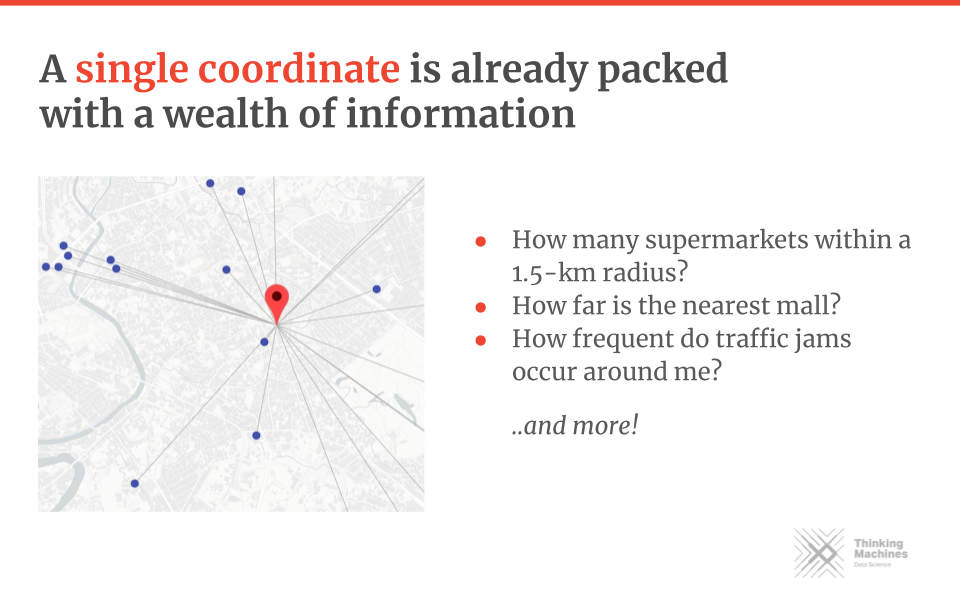 A single coordinate is already packed
with a wealth of information
● How many supermarkets within a
1.5-km radius?
● How far is the nearest mall?
● How frequent do traffic jams
occur around me?
..and more!
Thinking
Machines
Data Science